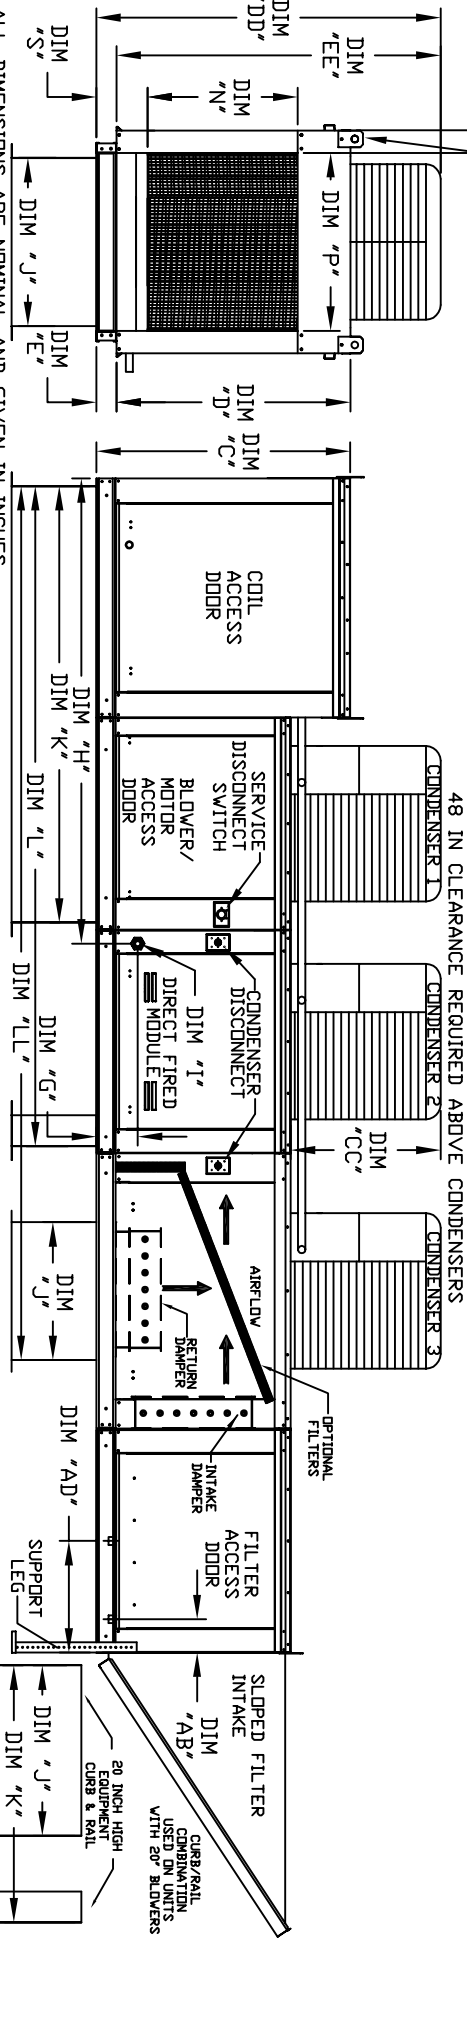 48 IN CLEARANCE REQUIRED ABOVE CONDENSERS
DIM
"DD"
DIM
"EE"
DIM
"N"
DIM "P"
DIM
"S"
DIM "J"
DIM
"E"
DIM
"D"
DIM
"C"
COIL
ACCESS
DOOR
CONDENSER 1
CONDENSER 2
CONDENSER 3
DIM
"CC"
SERVICE
DISCONNECT
SWITCH
BLOWER/
MOTOR
ACCESS
DOOR
CONDENSER
DISCONNECT
DIM "I"
DIRECT FIRED
MODULE
AIRFLOW
RETURN
DAMPER
OPTIONAL
FILTERS
INTAKE
DAMPER
FILTER
ACCESS
DOOR
SLOPED FILTER
INTAKE
DIM
"AB"
DIM "H"
DIM "K"
DIM "L"
DIM "G"
DIM "LL"
DIM
"J"
DIM "AD"
SUPPORT
LEG
DIM "J"
DIM "K"
20 INCH HIGH
EQUIPMENT
CURB & RAIL
CURB/RAIL
COMBINATION
USED ON UNITS
WITH 20" BLOWERS
ALL DIMENSIONS ARE NOMINAL AND GIVEN IN INCHES